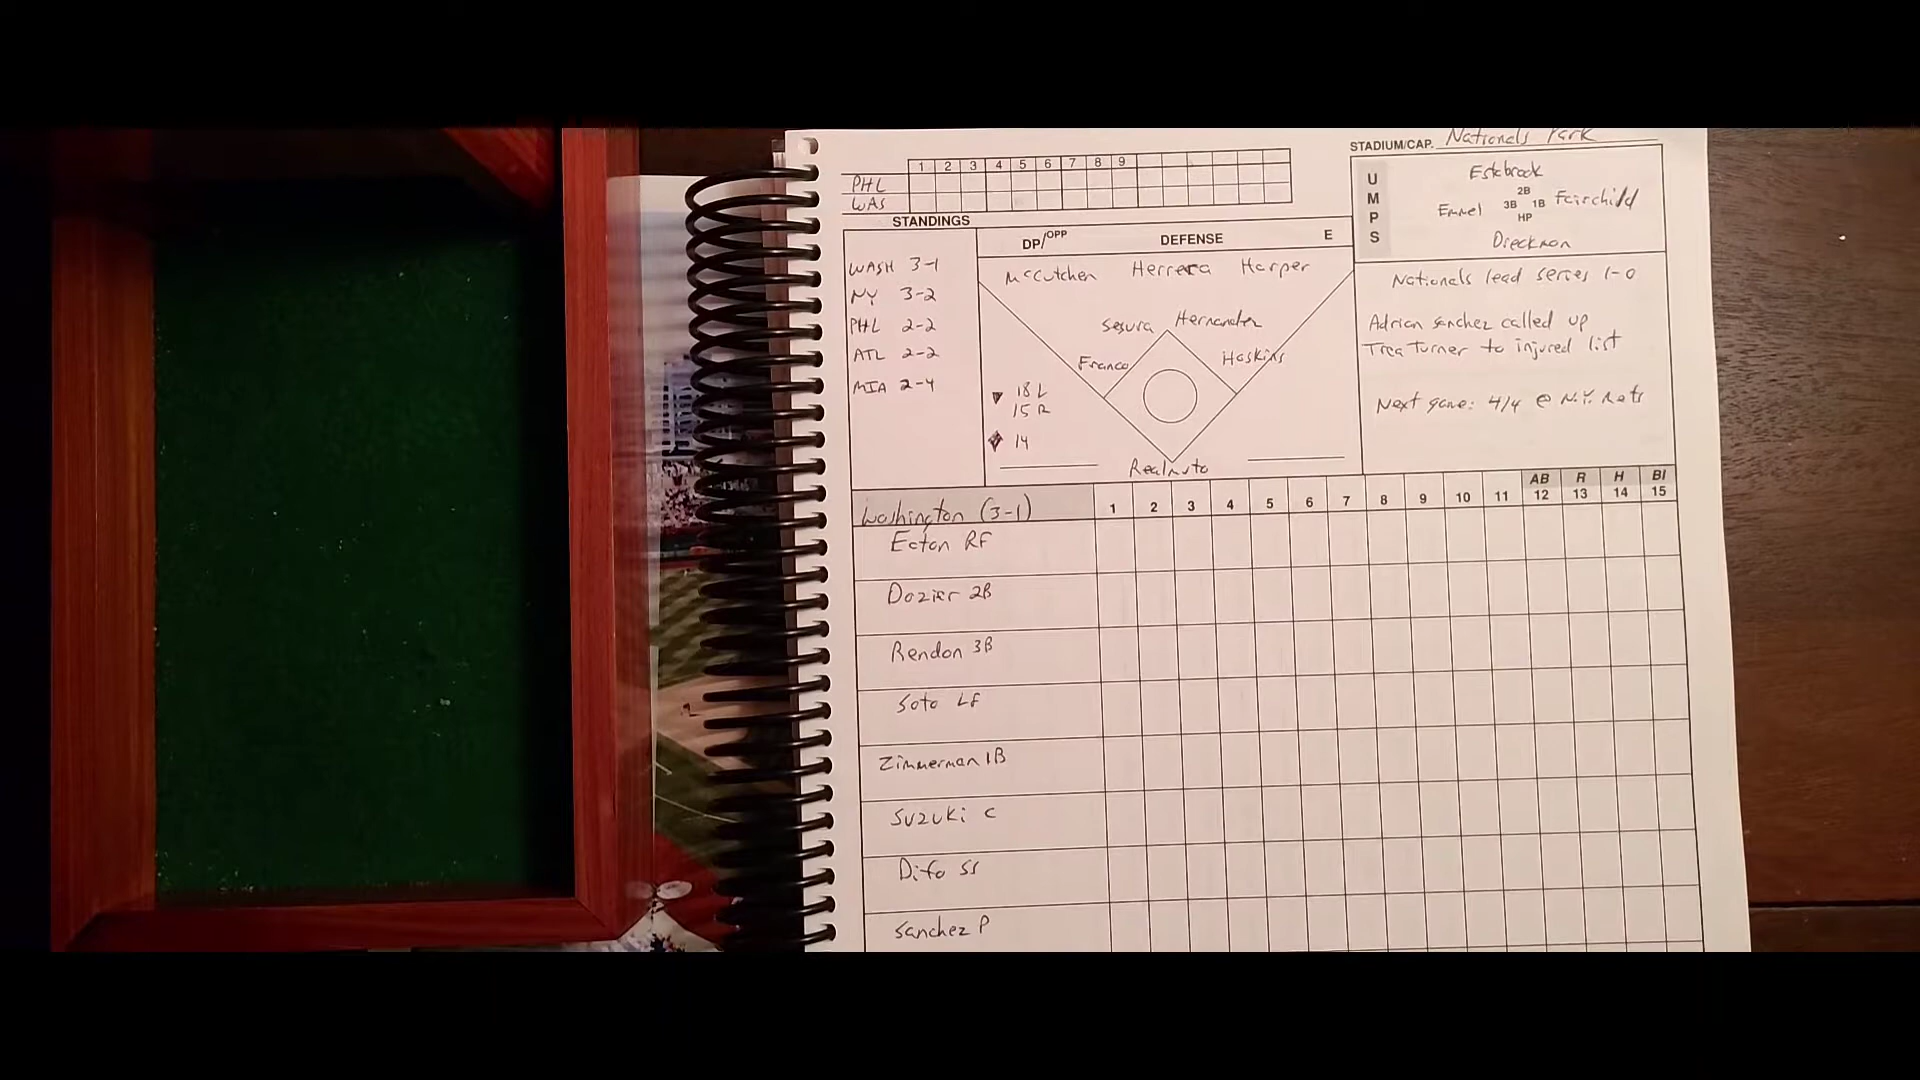 STADIUM/CAP. Nationals Park
1 2 3 4 5 6 7 8 9
PHL
WAS
UMPS
Estabrook
2B
Emmel 3B 1B Fairchild
HP
Dreckman
STANDINGS
WASH 3-1
NY 3-2
PHL 2-2
ATL 2-2
MIA 2-4
DP/OPP DEFENSE E
McCutchen Herrera Harper
Segura Hernandez
Franco Hoskins
18 L
15 R
14
Realmuto
Nationals lead series 1-0
Adrian Sanchez called up
Trea Turner to injured list
Next game: 4/4 @ N.Y. Mets
AB R H BI
Washington (3-1) 1 2 3 4 5 6 7 8 9 10 11 12 13 14 15
Eaton RF
Dozier 2B
Rendon 3B
Soto LF
Zimmerman 1B
Suzuki C
Difo SS
Sanchez P